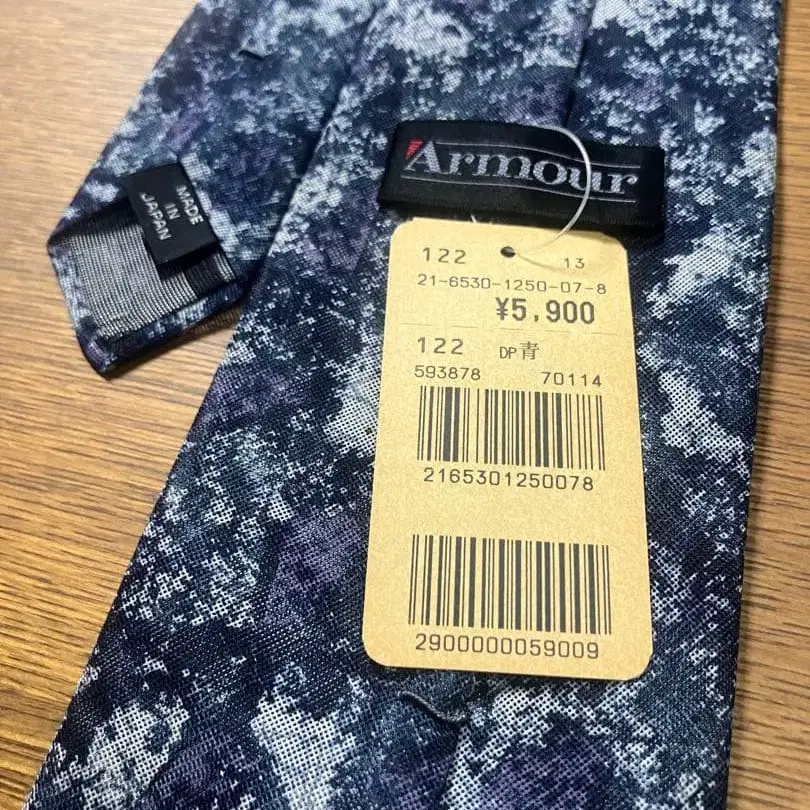 Armour
MADE
IN
JAPAN
122 13
21-6530-1250-07-8
¥5,900
122 DP青
593878 70114
2165301250078
2900000059009